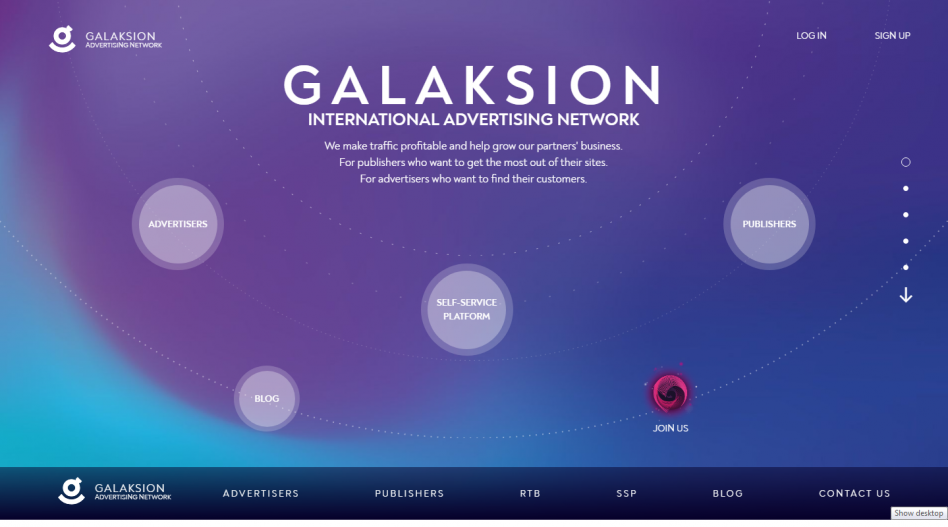 GALAKSION
ADVERTISING NETWORK
LOG IN
SIGN UP
GALAKSION
INTERNATIONAL ADVERTISING NETWORK
We make traffic profitable and help grow our partners' business.
For publishers who want to get the most out of their sites.
For advertisers who want to find their customers.
ADVERTISERS
PUBLISHERS
SELF-SERVICE
PLATFORM
BLOG
JOIN US
GALAKSION
ADVERTISING NETWORK
ADVERTISERS
PUBLISHERS
RTB
SSP
BLOG
CONTACT US
Show desktop